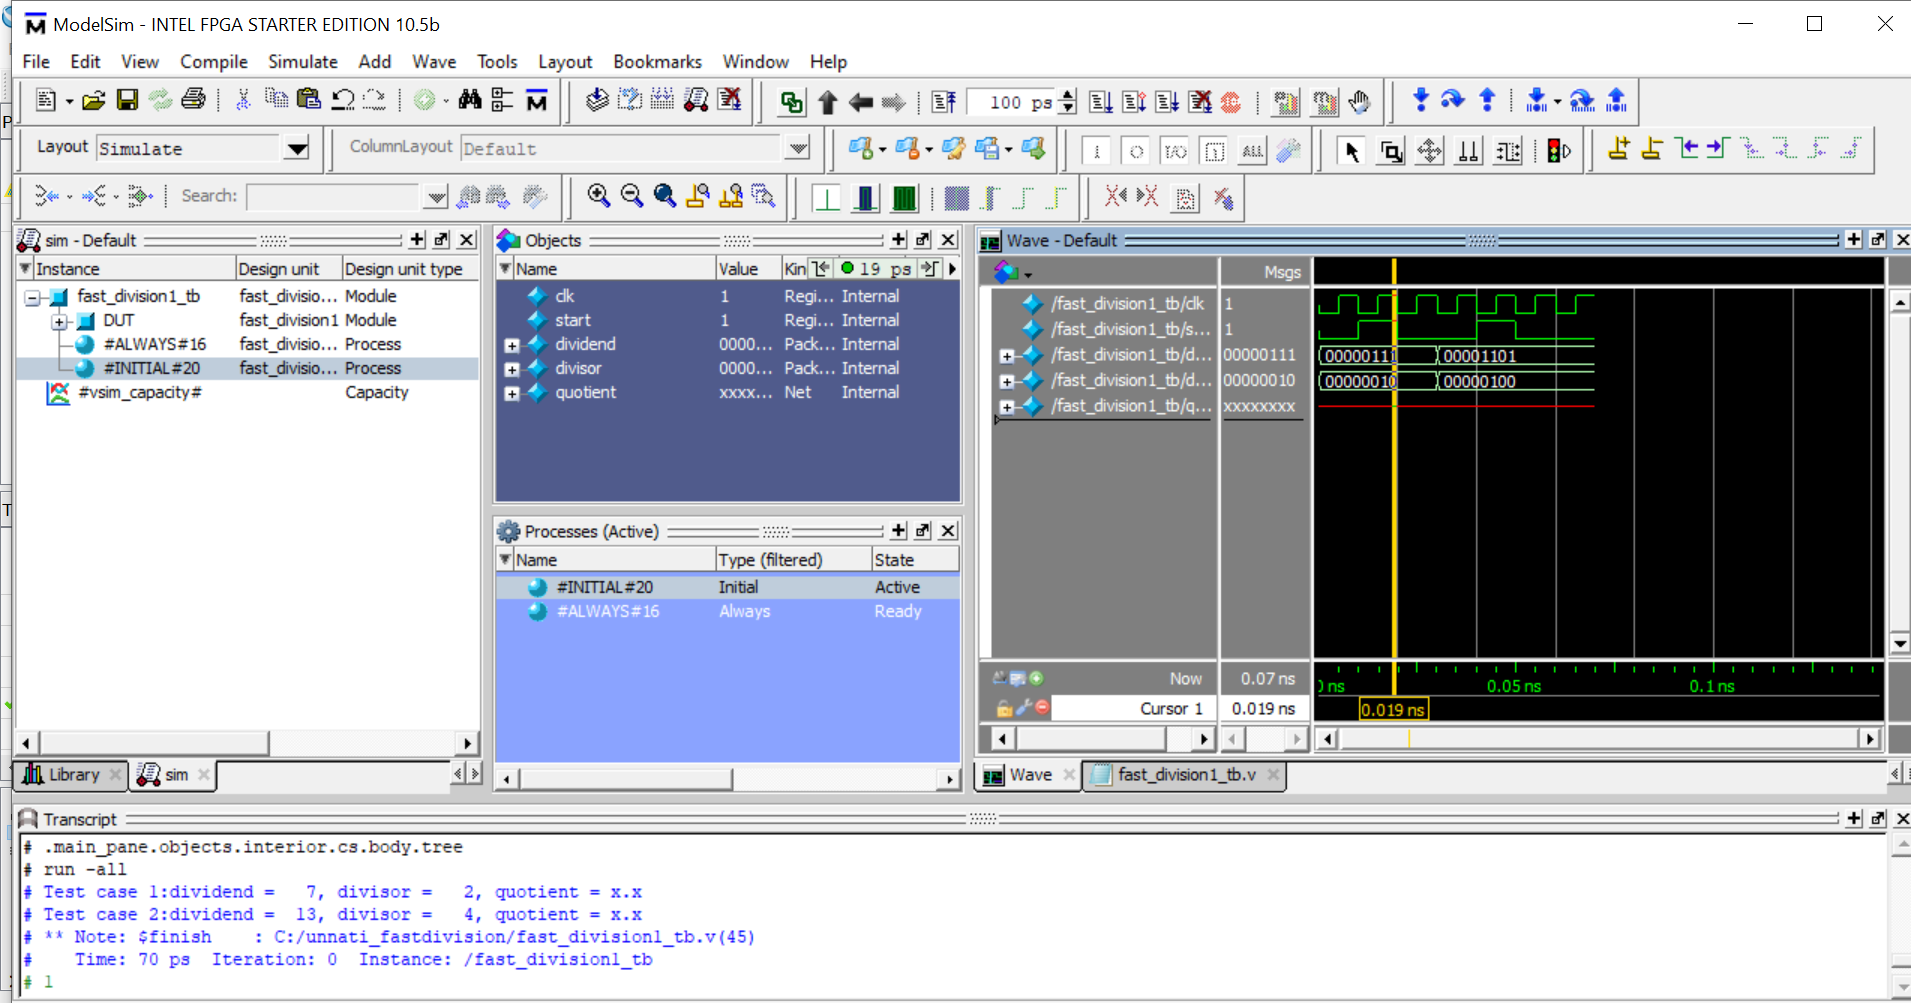 ModelSim - INTEL FPGA STARTER EDITION 10.5b
File Edit View Compile Simulate Add Wave Tools Layout Bookmarks Window Help
100 ps
Layout Simulate ColumnLayout Default
ALL
Search:
sim - Default
Instance Design unit Design unit type
fast_division1_tb fast_divisio... Module
DUT fast_division1 Module
#ALWAYS#16 fast_divisio... Process
#INITIAL#20 fast_divisio... Process
#vsim_capacity# Capacity
Library sim
Objects
Name Value Kin 19 ps
clk 1 Regi... Internal
start 1 Regi... Internal
dividend 0000... Pack... Internal
divisor 0000... Pack... Internal
quotient xxxx... Net Internal
Processes (Active)
Name Type (filtered) State
#INITIAL#20 Initial Active
#ALWAYS#16 Always Ready
Wave - Default
Msgs
/fast_division1_tb/clk 1
/fast_division1_tb/s... 1
/fast_division1_tb/d... 00000111 00000111 00001101
/fast_division1_tb/d... 00000010 00000010 00000100
/fast_division1_tb/q... xxxxxxxx
Now 0.07 ns ns 0.05 ns 0.1 ns
Cursor 1 0.019 ns 0.019 ns
Wave fast_division1_tb.v
Transcript
# .main_pane.objects.interior.cs.body.tree
# run -all
# Test case 1:dividend =   7, divisor =   2, quotient = x.x
# Test case 2:dividend =  13, divisor =   4, quotient = x.x
# ** Note: $finish    : C:/unnati_fastdivision/fast_division1_tb.v(45)
#    Time: 70 ps  Iteration: 0  Instance: /fast_division1_tb
# 1